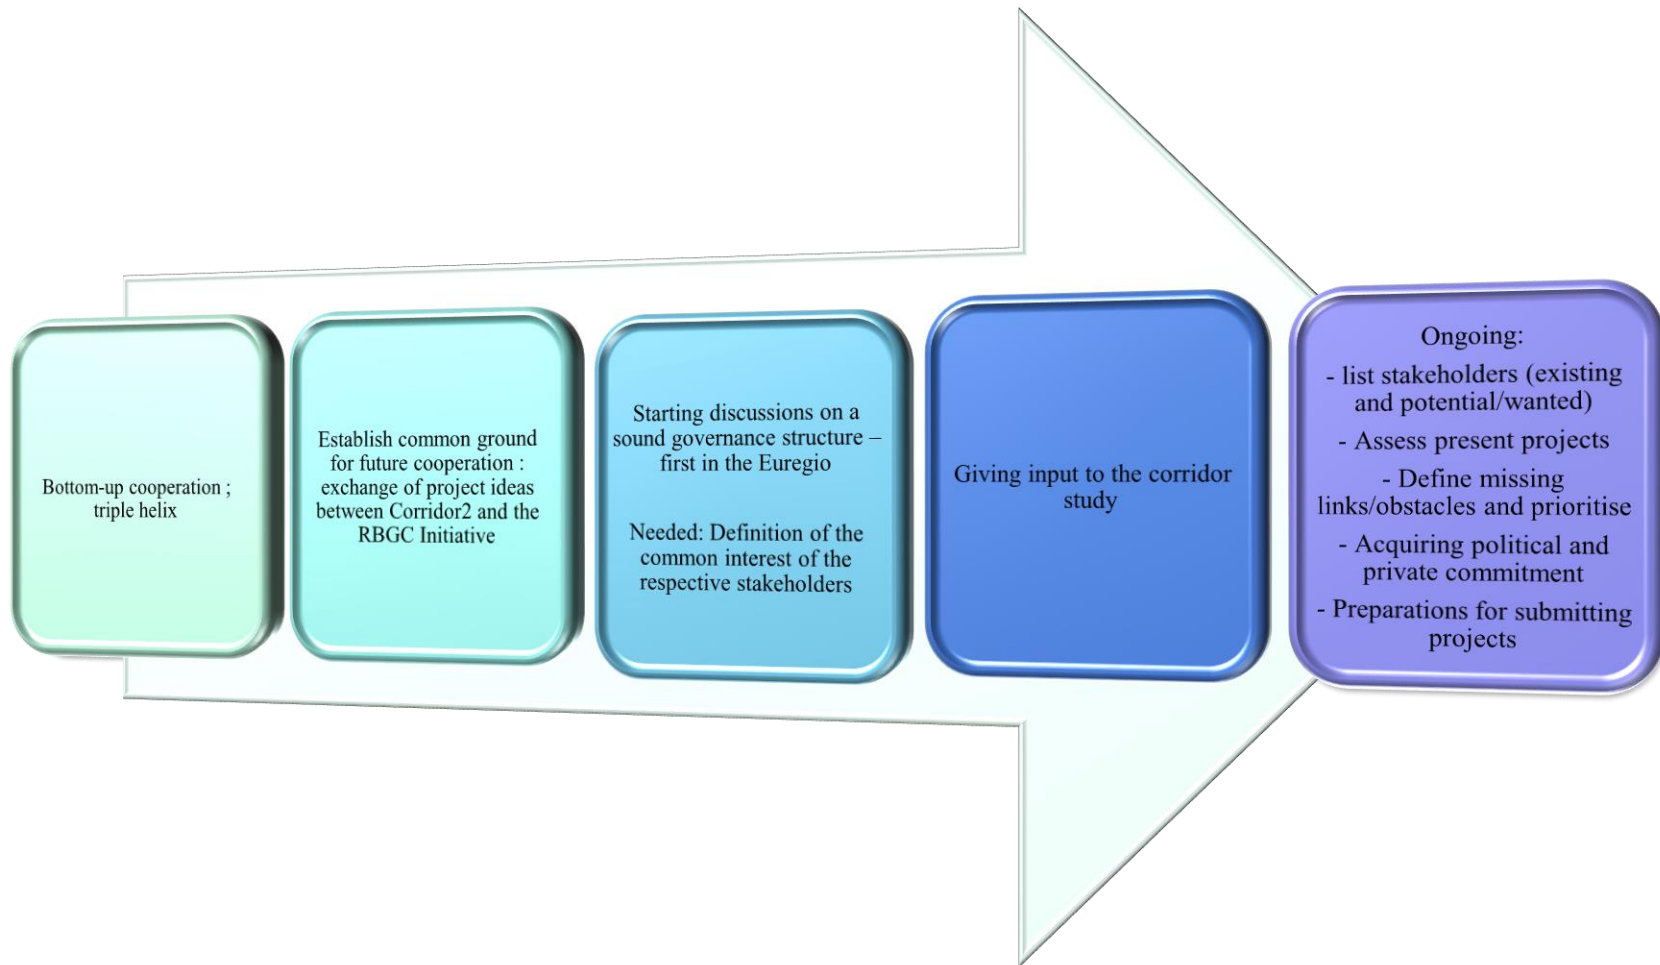 Bottom-up cooperation ;
triple helix
Establish common ground
for future cooperation :
exchange of project ideas
between Corridor2 and the
RBGC Initiative
Starting discussions on a
sound governance structure –
first in the Euregio
Needed: Definition of the
common interest of the
respective stakeholders
Giving input to the corridor
study
Ongoing:
- list stakeholders (existing
and potential/wanted)
- Assess present projects
- Define missing
links/obstacles and prioritise
- Acquiring political and
private commitment
- Preparations for submitting
projects